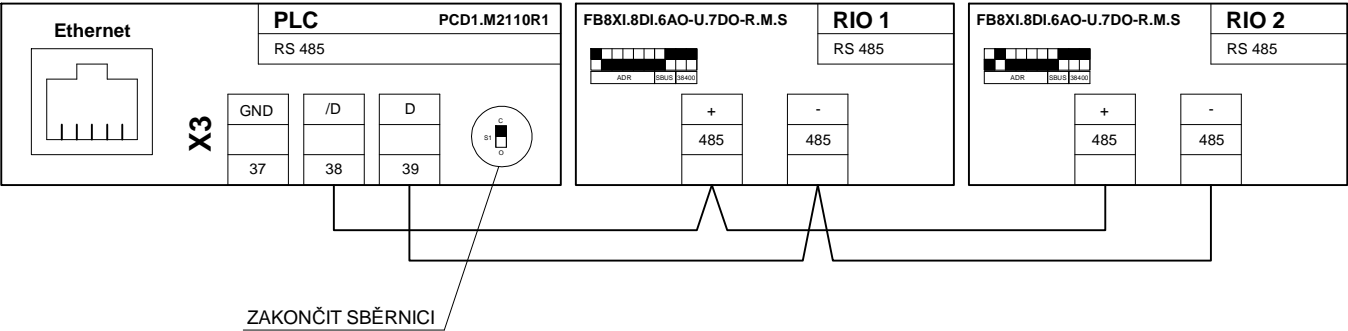 Ethernet
PLC
PCD1.M2110R1
RS 485
X3
GND
/D
D
37
38
39
C
S1
O
ZAKONČIT SBĚRNICI
FB8XI.8DI.6AO-U.7DO-R.M.S
RIO 1
RS 485
ADR
SBUS
38400
+
-
485
485
FB8XI.8DI.6AO-U.7DO-R.M.S
RIO 2
RS 485
ADR
SBUS
38400
+
-
485
485